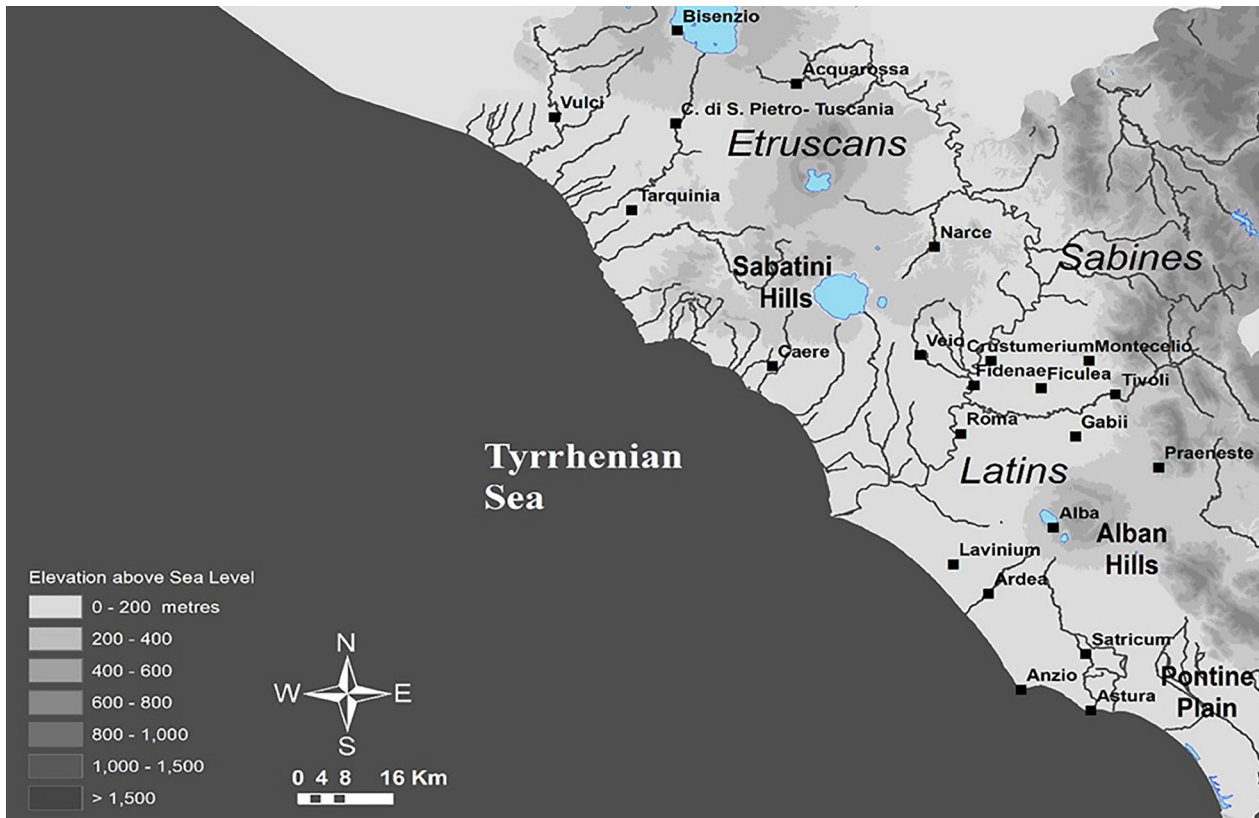 Bisenzio
Acquarossa
Vulci
C. di S. Pietro- Tuscania
Etruscans
Tarquinia
Narce
Sabines
Sabatini
Hills
Veio
Crustumerium
Montecelio
Caere
Fidenae
Ficulea
Tivoli
Roma
Gabii
Tyrrhenian
Sea
Latins
Praeneste
Alba
Alban
Hills
Lavinium
Ardea
Satricum
Anzio
Astura
Pontine
Plain
Elevation above Sea Level
0 - 200 metres
200 - 400
400 - 600
600 - 800
800 - 1,000
1,000 - 1,500
> 1,500
N
W
E
S
0 4 8 16 Km